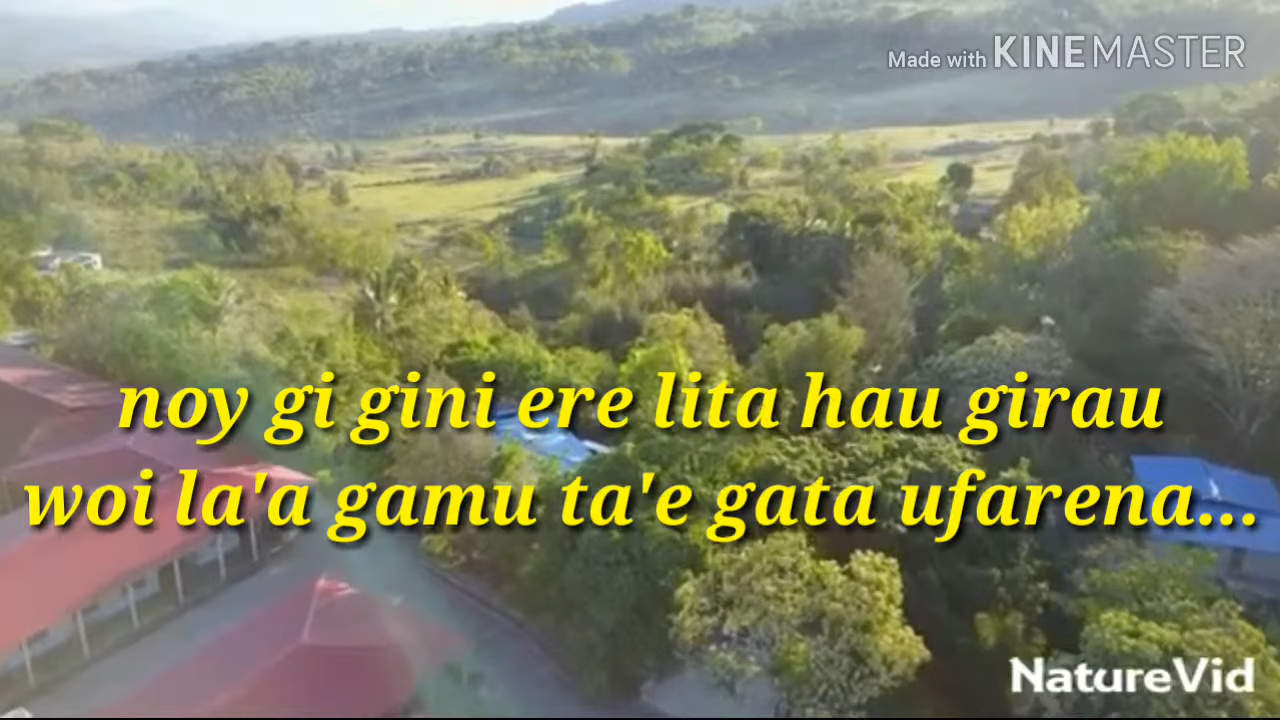 Made with KINEMASTER
noy gi gini ere lita hau girau
woi la'a gamu ta'e gata ufarena...
NatureVid